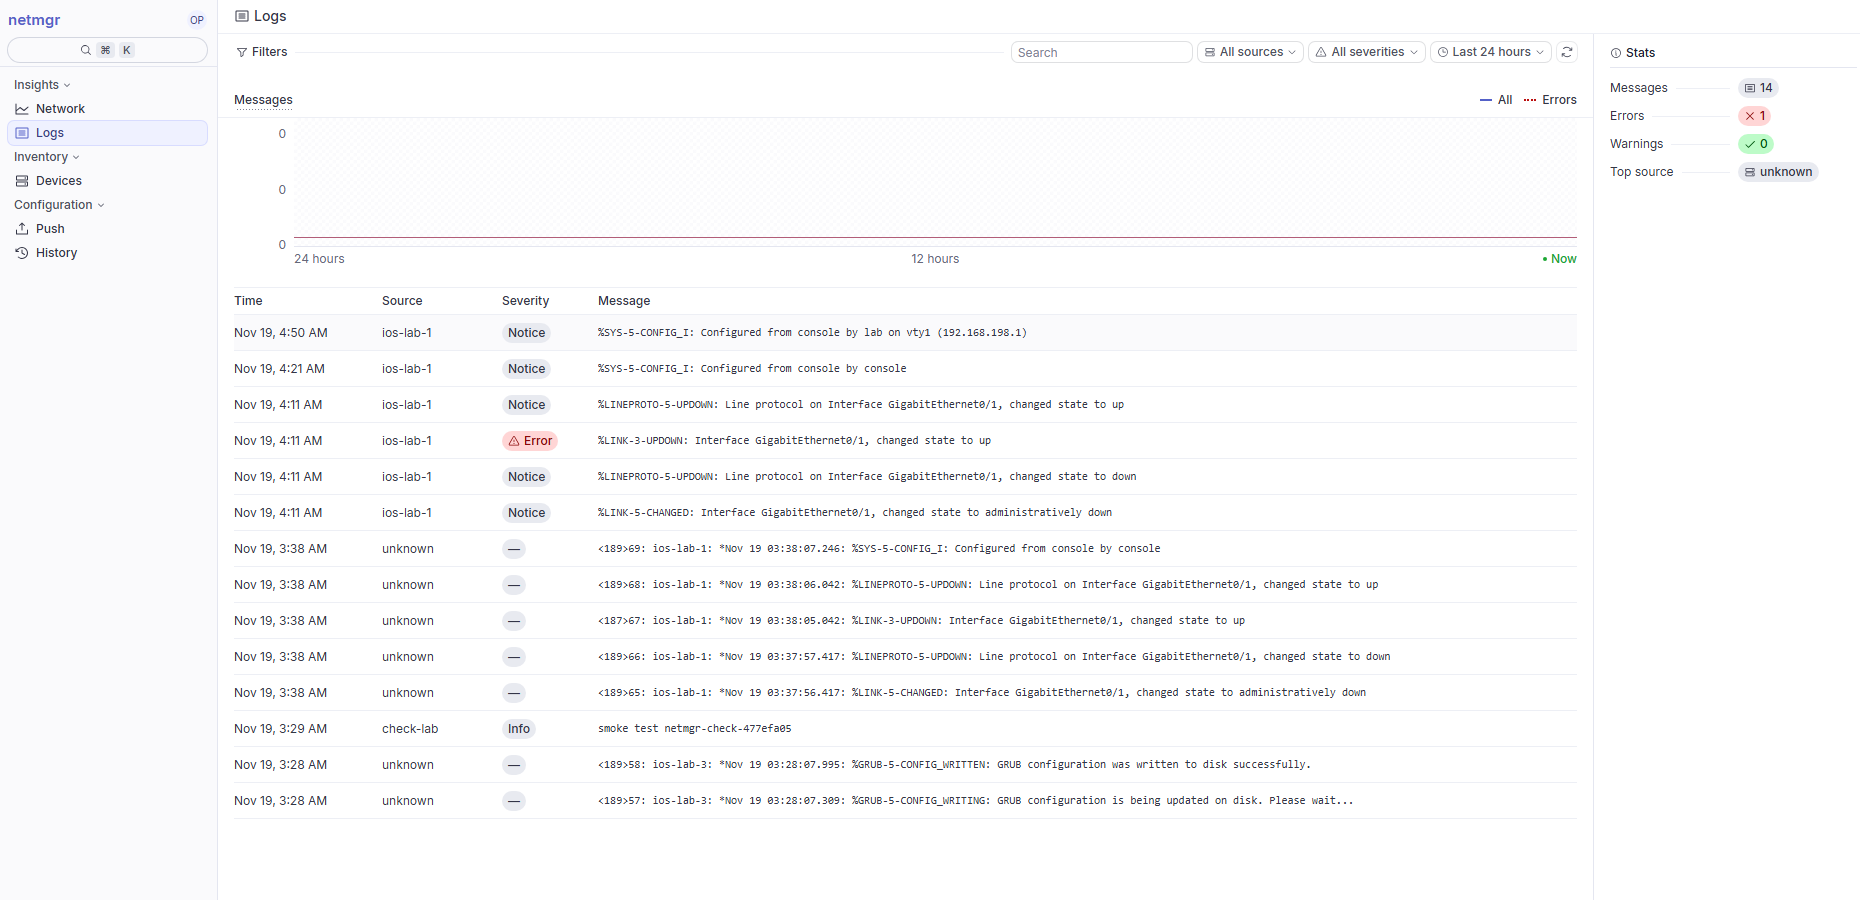 netmgr OP
⌘ K
Insights
Network
Logs
Inventory
Devices
Configuration
Push
History
Logs
Filters
Search
All sources
All severities
Last 24 hours
Messages
All Errors
0
0
0
24 hours 12 hours Now
Time Source Severity Message
Nov 19, 4:50 AM ios-lab-1 Notice %SYS-5-CONFIG_I: Configured from console by lab on vty1 (192.168.198.1)
Nov 19, 4:21 AM ios-lab-1 Notice %SYS-5-CONFIG_I: Configured from console by console
Nov 19, 4:11 AM ios-lab-1 Notice %LINEPROTO-5-UPDOWN: Line protocol on Interface GigabitEthernet0/1, changed state to up
Nov 19, 4:11 AM ios-lab-1 Error %LINK-3-UPDOWN: Interface GigabitEthernet0/1, changed state to up
Nov 19, 4:11 AM ios-lab-1 Notice %LINEPROTO-5-UPDOWN: Line protocol on Interface GigabitEthernet0/1, changed state to down
Nov 19, 4:11 AM ios-lab-1 Notice %LINK-5-CHANGED: Interface GigabitEthernet0/1, changed state to administratively down
Nov 19, 3:38 AM unknown — <189>69: ios-lab-1: *Nov 19 03:38:07.246: %SYS-5-CONFIG_I: Configured from console by console
Nov 19, 3:38 AM unknown — <189>68: ios-lab-1: *Nov 19 03:38:06.042: %LINEPROTO-5-UPDOWN: Line protocol on Interface GigabitEthernet0/1, changed state to up
Nov 19, 3:38 AM unknown — <187>67: ios-lab-1: *Nov 19 03:38:05.042: %LINK-3-UPDOWN: Interface GigabitEthernet0/1, changed state to up
Nov 19, 3:38 AM unknown — <189>66: ios-lab-1: *Nov 19 03:37:57.417: %LINEPROTO-5-UPDOWN: Line protocol on Interface GigabitEthernet0/1, changed state to down
Nov 19, 3:38 AM unknown — <189>65: ios-lab-1: *Nov 19 03:37:56.417: %LINK-5-CHANGED: Interface GigabitEthernet0/1, changed state to administratively down
Nov 19, 3:29 AM check-lab Info smoke test netmgr-check-477efa05
Nov 19, 3:28 AM unknown — <189>58: ios-lab-3: *Nov 19 03:28:07.995: %GRUB-5-CONFIG_WRITTEN: GRUB configuration was written to disk successfully.
Nov 19, 3:28 AM unknown — <189>57: ios-lab-3: *Nov 19 03:28:07.309: %GRUB-5-CONFIG_WRITING: GRUB configuration is being updated on disk. Please wait...
Stats
Messages 14
Errors 1
Warnings 0
Top source unknown